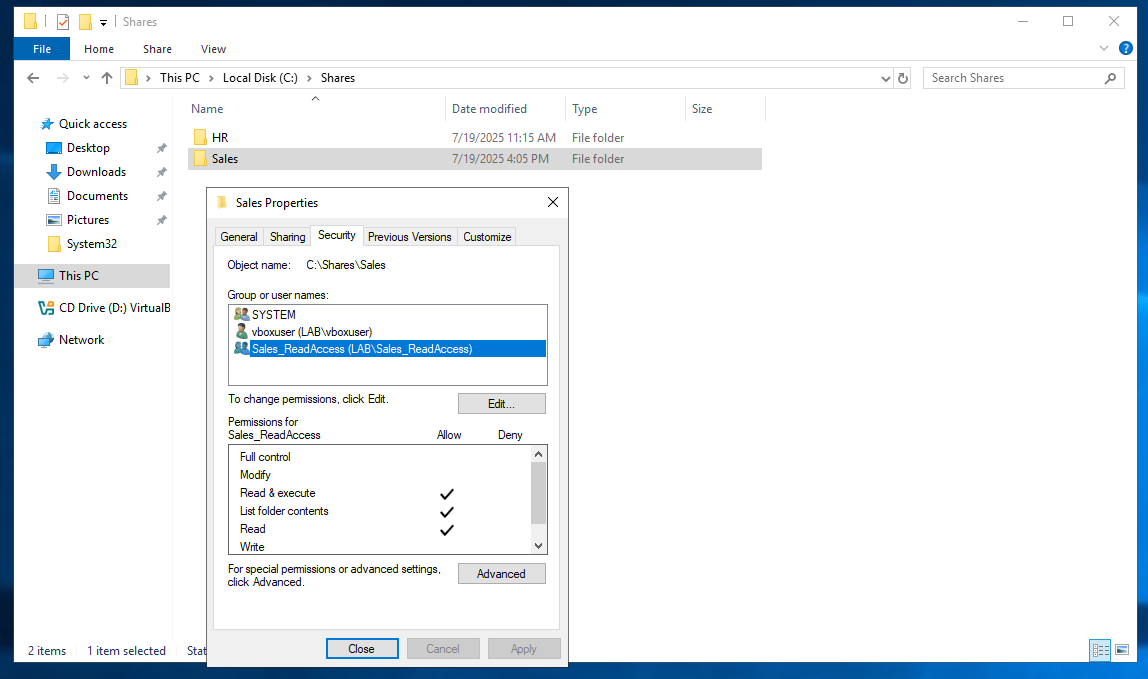 Shares
File Home Share View
This PC Local Disk (C:) Shares Search Shares
Name Date modified Type Size
Quick access
Desktop
Downloads
Documents
Pictures
System32
This PC
CD Drive (D:) VirtualB
Network
HR 7/19/2025 11:15 AM File folder
Sales 7/19/2025 4:05 PM File folder
Sales Properties
General Sharing Security Previous Versions Customize
Object name: C:\Shares\Sales
Group or user names:
SYSTEM
vboxuser (LAB\vboxuser)
Sales_ReadAccess (LAB\Sales_ReadAccess)
To change permissions, click Edit. Edit...
Permissions for
Sales_ReadAccess Allow Deny
Full control
Modify
Read & execute
List folder contents
Read
Write
For special permissions or advanced settings,
click Advanced. Advanced
Close Cancel Apply
2 items 1 item selected Stat